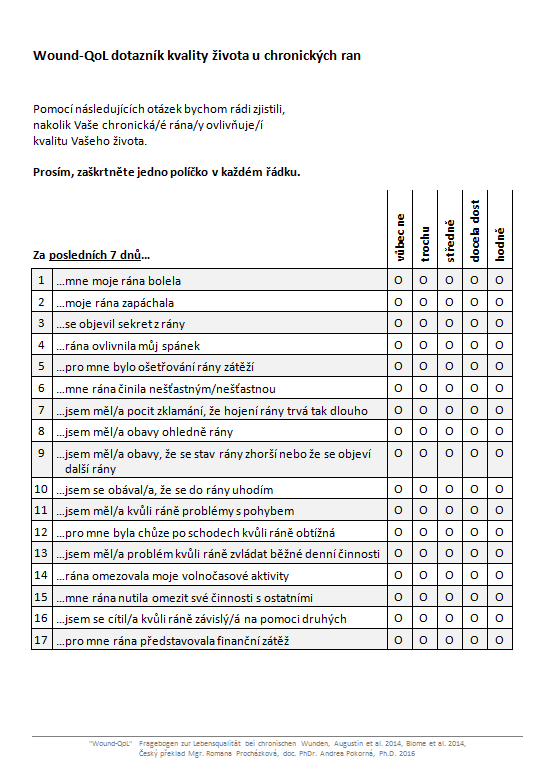 Wound-QoL dotazník kvality života u chronických ran
Pomocí následujících otázek bychom rádi zjistili,
nakolik Vaše chronická/é rána/y ovlivňuje/í
kvalitu Vašeho života.
Prosím, zaškrtněte jedno políčko v každém řádku.
Za posledních 7 dnů... vůbec ne trochu středně docela dost hodně
1 ...mne moje rána bolela O O O O O
2 ...moje rána zapáchala O O O O O
3 ...se objevil sekret z rány O O O O O
4 ...rána ovlivnila můj spánek O O O O O
5 ...pro mne bylo ošetřování rány zátěží O O O O O
6 ...mne rána činila nešťastným/nešťastnou O O O O O
7 ...jsem měl/a pocit zklamání, že hojení rány trvá tak dlouho O O O O O
8 ...jsem měl/a obavy ohledně rány O O O O O
9 ...jsem měl/a obavy, že se stav rány zhorší nebo že se objeví O O O O O
další rány
10 ...jsem se obával/a, že se do rány uhodím O O O O O
11 ...jsem měl/a kvůli ráně problémy s pohybem O O O O O
12 ...pro mne byla chůze po schodech kvůli ráně obtížná O O O O O
13 ...jsem měl/a problém kvůli ráně zvládat běžné denní činnosti O O O O O
14 ...rána omezovala moje volnočasové aktivity O O O O O
15 ...mne rána nutila omezit své činnosti s ostatními O O O O O
16 ...jsem se cítil/a kvůli ráně závislý/á na pomoci druhých O O O O O
17 ...pro mne rána představovala finanční zátěž O O O O O
"Wound-QoL" Fragebogen zur Lebensqualität bei chronischen Wunden, Augustin et al. 2014, Blome et al. 2014,
Český překlad Mgr. Romana Procházková, doc. PhDr. Andrea Pokorná, Ph.D. 2016